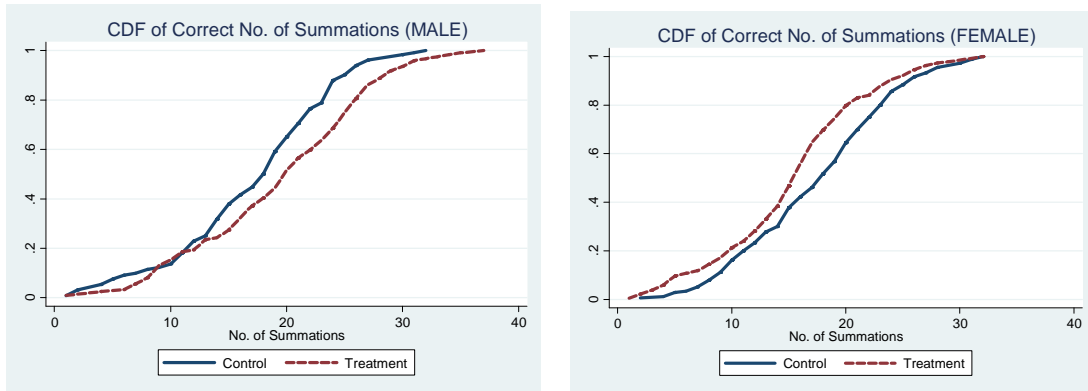 CDF of Correct No. of Summations (MALE)
1
.8
.6
.4
.2
0
0 10 20 30 40
No. of Summations
Control Treatment
CDF of Correct No. of Summations (FEMALE)
1
.8
.6
.4
.2
0
0 10 20 30 40
No. of Summations
Control Treatment